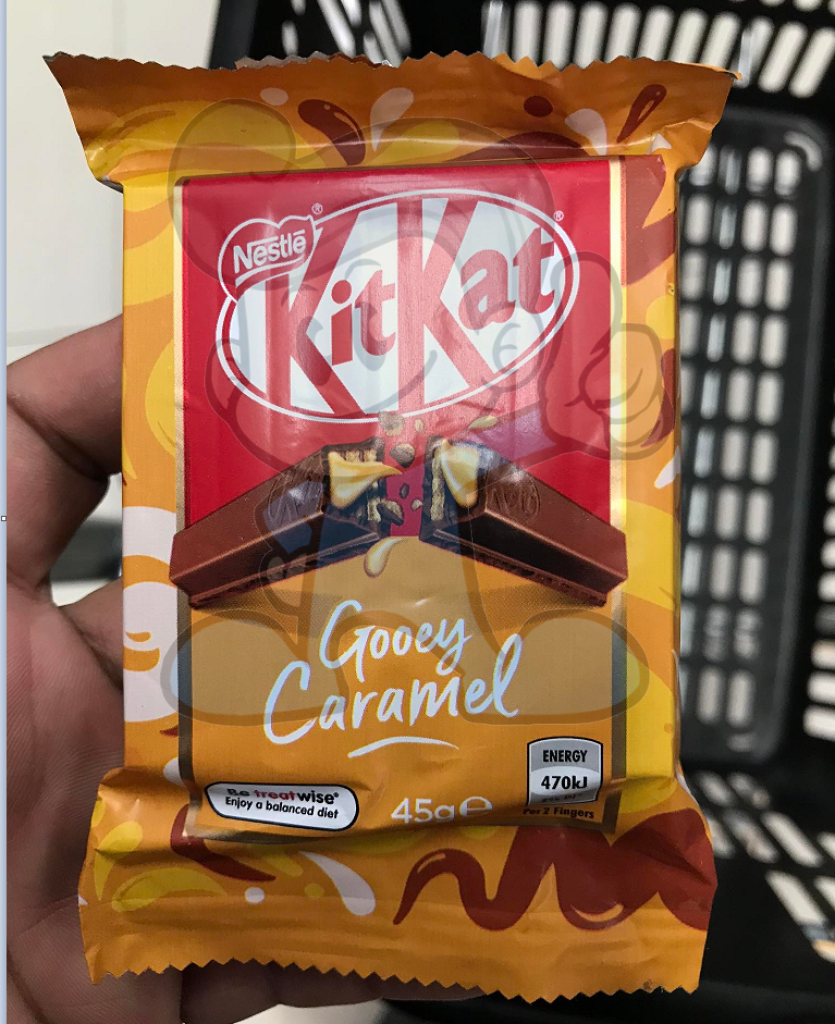 Nestlé®
KitKat®
Gooey
Caramel
Be treatwise®
Enjoy a balanced diet
45g ℮
ENERGY
470kJ
Per 2 Fingers